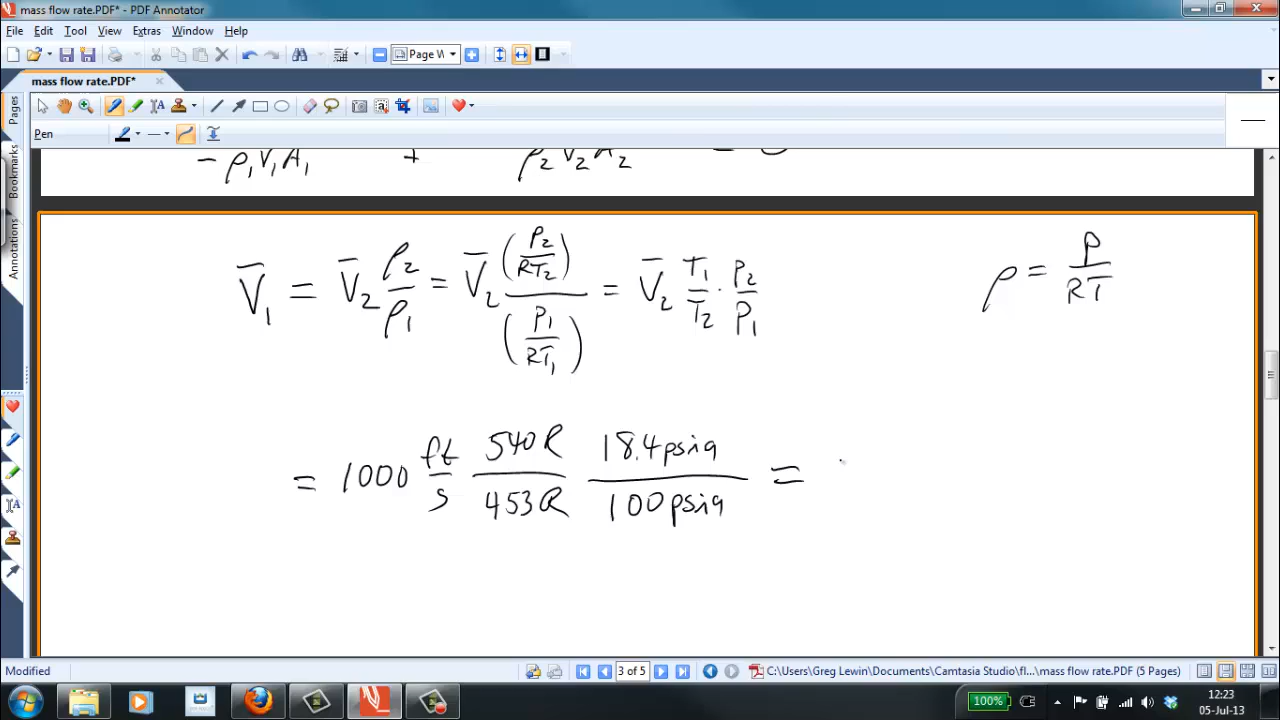 mass flow rate.PDF* - PDF Annotator
File Edit Tool View Extras Window Help
Page W
mass flow rate.PDF*
Pen
Pages
Bookmarks
Annotations
- ρ₁V₁A₁ + ρ₂V₂A₂ = 0
V̄₁ = V̄₂ ρ₂/ρ₁ = V̄₂ (P₂/RT₂)/(P₁/RT₁) = V̄₂ T₁/T₂ · P₂/P₁
ρ = P/RT
= 1000 ft/s 540R/453R 18.4psia/100psia =
Modified
3 of 5
C:\Users\Greg Lewin\Documents\Camtasia Studio\fl...\mass flow rate.PDF (5 Pages)
100%
12:23
05-Jul-13